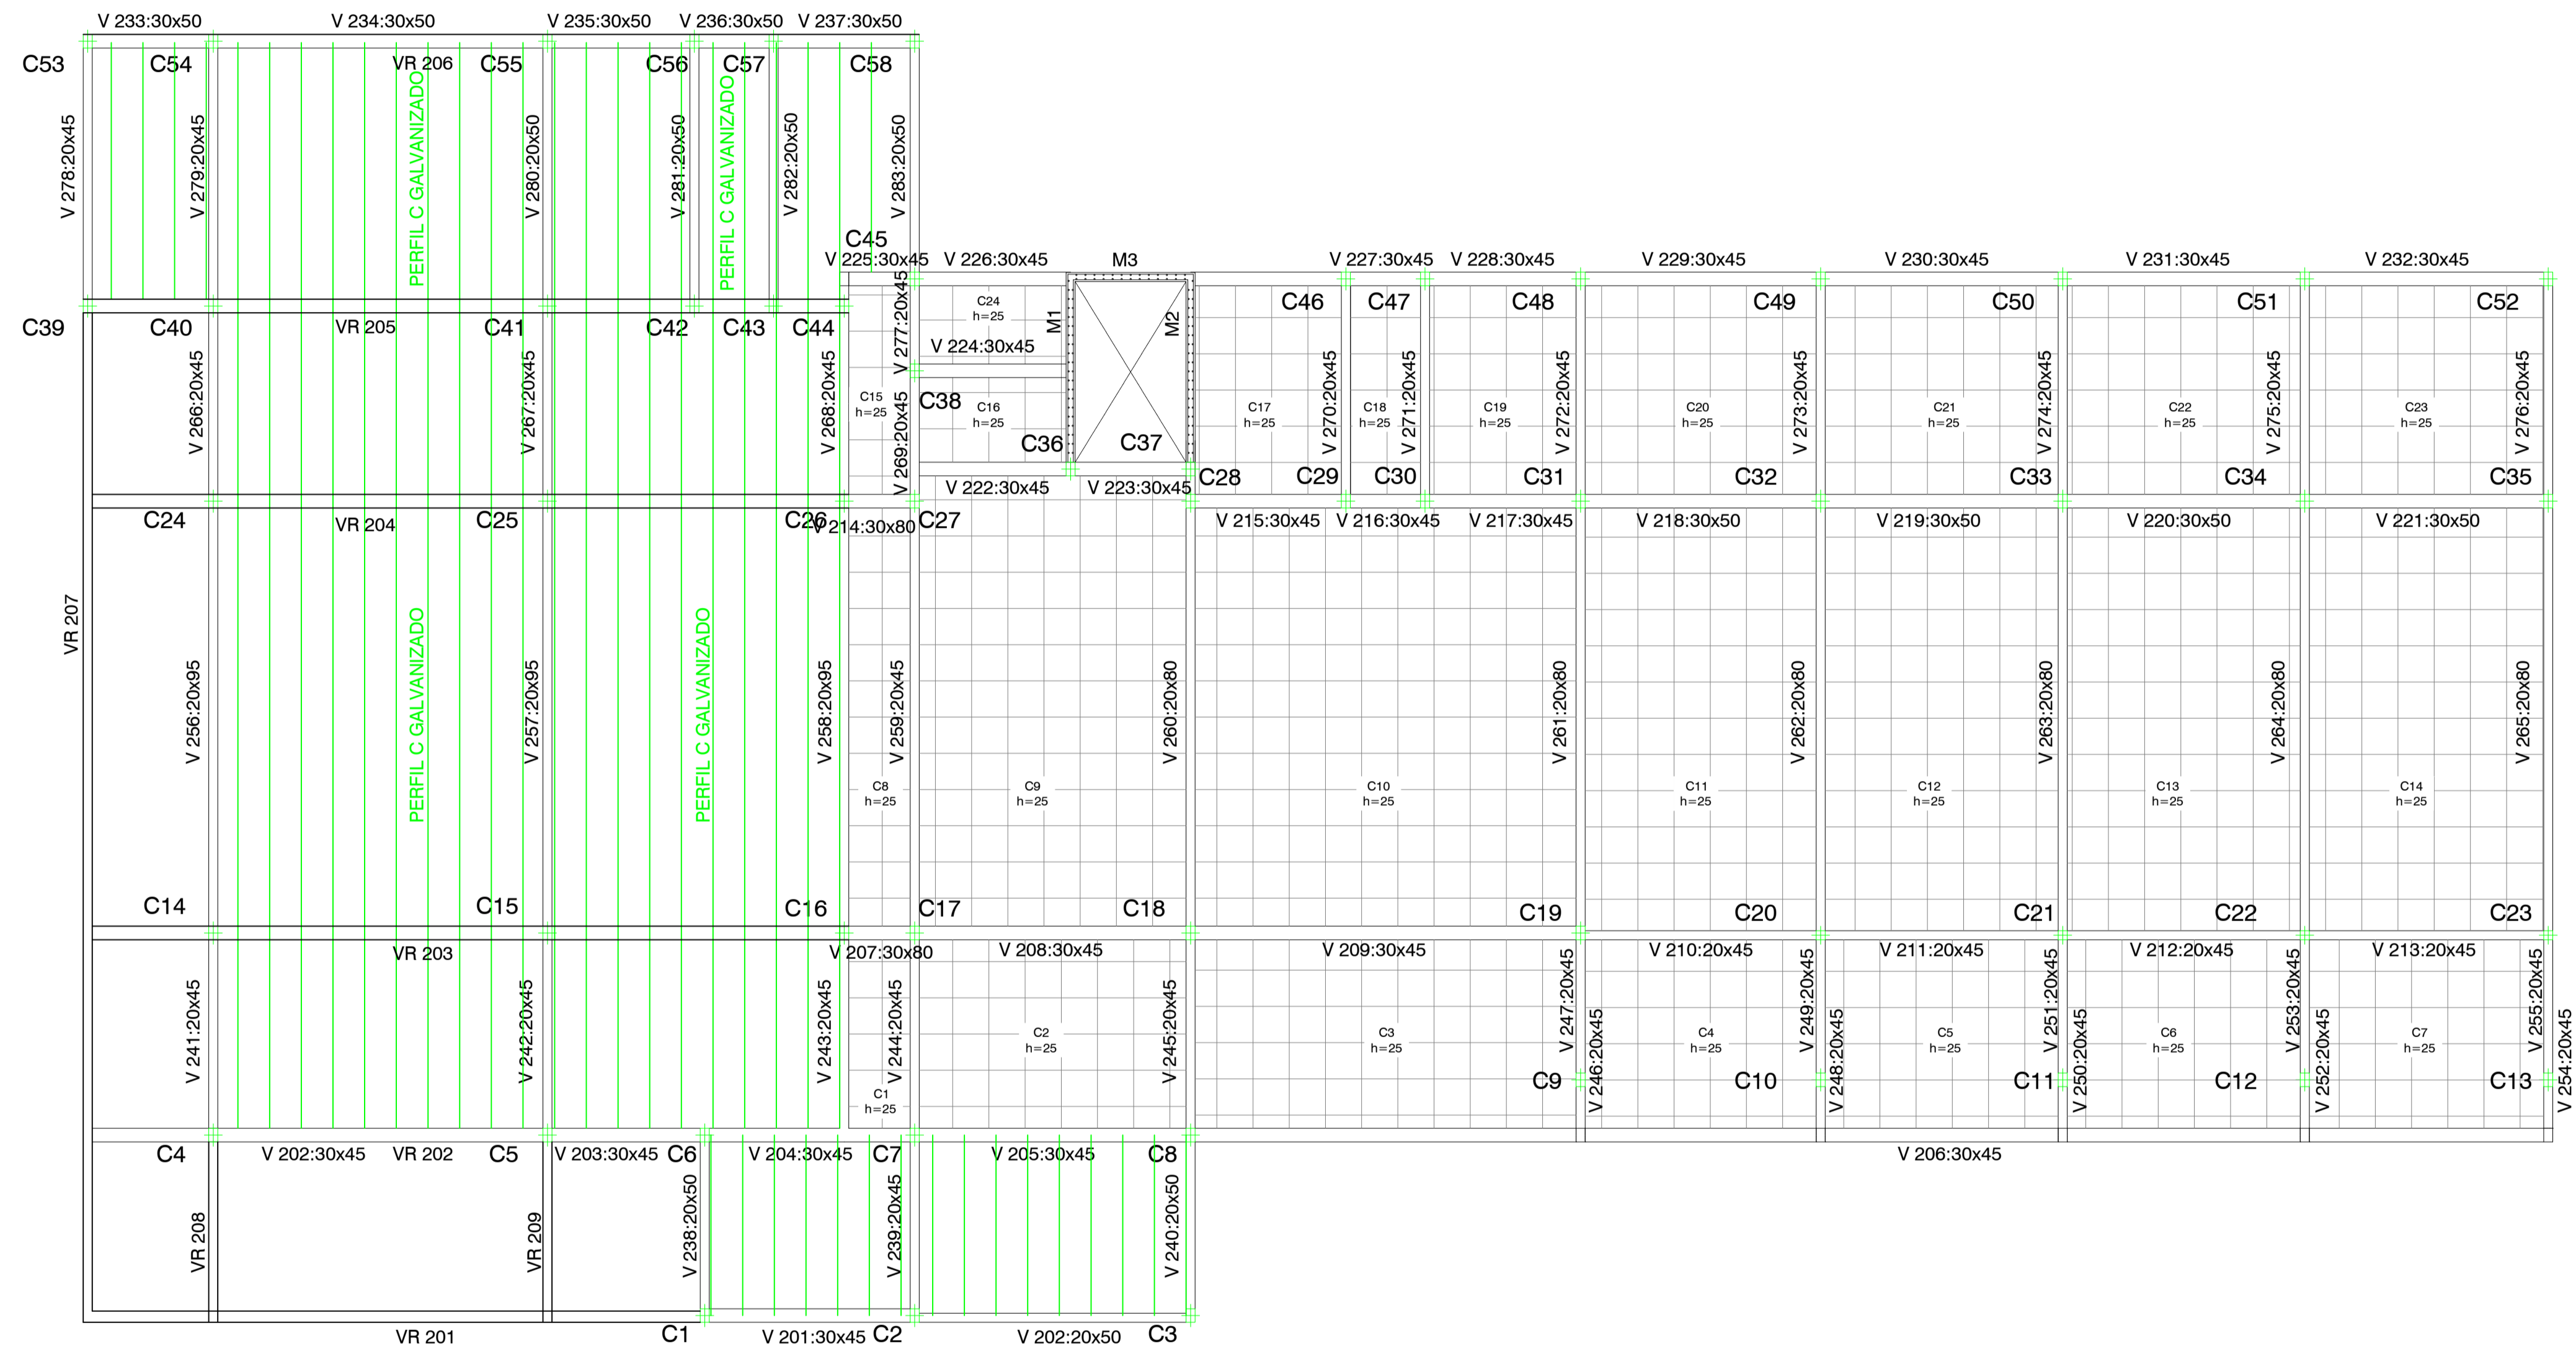 V 233:30x50
V 234:30x50
V 235:30x50
V 236:30x50
V 237:30x50
C53
C54
VR 206
C55
C56
C57
C58
V 278:20x45
V 279:20x45
PERFIL C GALVANIZADO
V 280:20x50
V 281:20x50
PERFIL C GALVANIZADO
V 282:20x50
V 283:20x50
C45
V 225:30x45
V 226:30x45
M3
V 227:30x45
V 228:30x45
V 229:30x45
V 230:30x45
V 231:30x45
V 232:30x45
C39
C40
VR 205
C41
C42
C43
C44
V 277:20x45
C24
h=25
M1
M2
C46
C47
C48
C49
C50
C51
C52
V 224:30x45
V 266:20x45
V 267:20x45
V 268:20x45
C15
h=25
V 269:20x45
C38
C16
h=25
C36
C37
C17
h=25
V 270:20x45
C18
h=25
V 271:20x45
C19
h=25
V 272:20x45
C20
h=25
V 273:20x45
C21
h=25
V 274:20x45
C22
h=25
V 275:20x45
C23
h=25
V 276:20x45
V 222:30x45
V 223:30x45
C28
C29
C30
C31
C32
C33
C34
C35
C24
VR 204
C25
C26
V 214:30x80
C27
V 215:30x45
V 216:30x45
V 217:30x45
V 218:30x50
V 219:30x50
V 220:30x50
V 221:30x50
VR 207
V 256:20x95
PERFIL C GALVANIZADO
V 257:20x95
PERFIL C GALVANIZADO
V 258:20x95
V 259:20x45
V 260:20x80
V 261:20x80
V 262:20x80
V 263:20x80
V 264:20x80
V 265:20x80
C8
h=25
C9
h=25
C10
h=25
C11
h=25
C12
h=25
C13
h=25
C14
h=25
C14
C15
C16
C17
C18
C19
C20
C21
C22
C23
VR 203
V 207:30x80
V 208:30x45
V 209:30x45
V 210:20x45
V 211:20x45
V 212:20x45
V 213:20x45
V 241:20x45
V 242:20x45
V 243:20x45
V 244:20x45
C1
h=25
C2
h=25
V 245:20x45
C3
h=25
V 247:20x45
C9
V 246:20x45
C4
h=25
C10
V 249:20x45
V 248:20x45
C5
h=25
C11
V 251:20x45
V 250:20x45
C6
h=25
C12
V 253:20x45
V 252:20x45
C7
h=25
C13
V 255:20x45
V 254:20x45
C4
V 202:30x45
VR 202
C5
V 203:30x45
C6
V 204:30x45
C7
V 205:30x45
C8
V 206:30x45
VR 208
VR 209
V 238:20x50
V 239:20x45
V 240:20x50
VR 201
C1
V 201:30x45
C2
V 202:20x50
C3